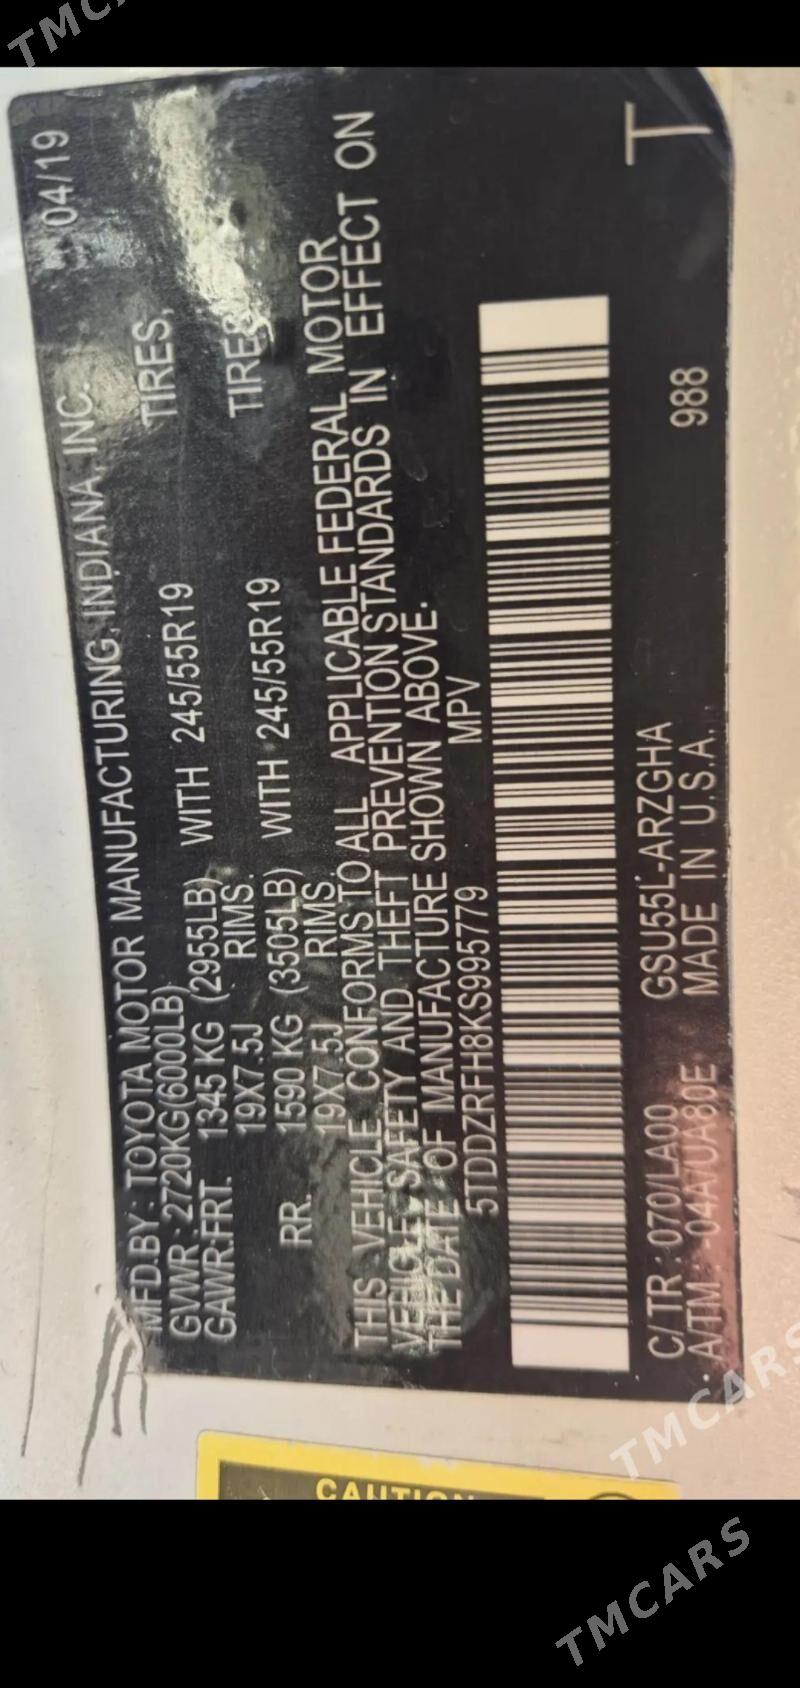 TMCARS
MFD.BY: TOYOTA MOTOR MANUFACTURING, INDIANA, INC. 04/19
GVWR: 2720KG(6000LB)
GAWR:FRT. 1345 KG (2955LB) WITH 245/55R19 TIRES,
19X7.5J RIMS.
RR. 1590 KG (3505LB) WITH 245/55R19 TIRES,
19X7.5J RIMS.
THIS VEHICLE CONFORMS TO ALL APPLICABLE FEDERAL MOTOR
VEHICLE SAFETY AND THEFT PREVENTION STANDARDS IN EFFECT ON
THE DATE OF MANUFACTURE SHOWN ABOVE.
5TDDZRFH8KS995779 MPV
C/TR: 070/LA00 GSU55L-ARZGHA 988 T
A/TM: -04A/UA80E MADE IN U.S.A.
CAUTION
TMCARS
TMCARS